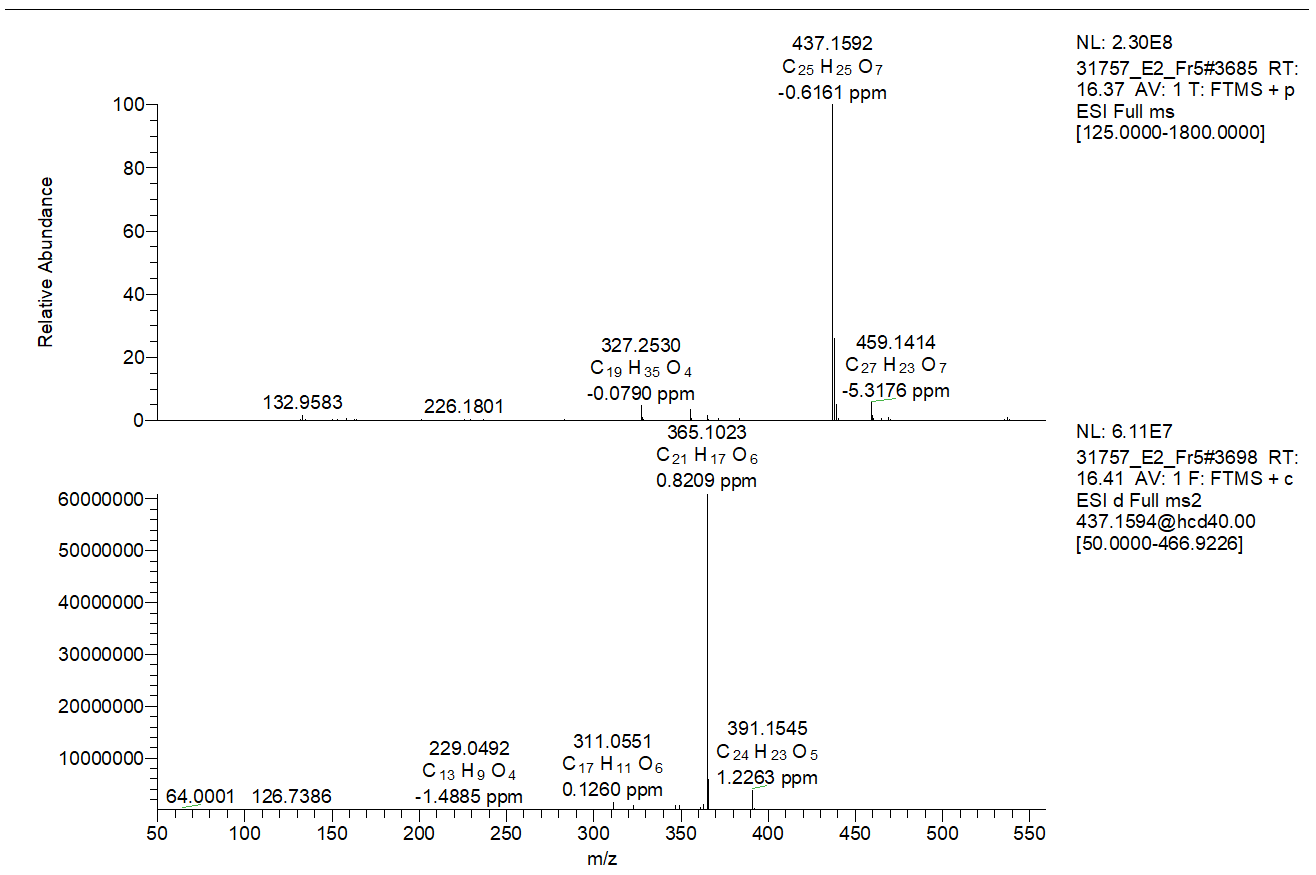 437.1592
C25 H25 O7
-0.6161 ppm
NL: 2.30E8
31757_E2_Fr5#3685 RT:
16.37 AV: 1 T: FTMS + p
ESI Full ms
[125.0000-1800.0000]
100
80
60
40
20
0
Relative Abundance
327.2530
C19 H35 O4
-0.0790 ppm
459.1414
C27 H23 O7
-5.3176 ppm
132.9583
226.1801
365.1023
C21 H17 O6
0.8209 ppm
NL: 6.11E7
31757_E2_Fr5#3698 RT:
16.41 AV: 1 F: FTMS + c
ESI d Full ms2
437.1594@hcd40.00
[50.0000-466.9226]
60000000
50000000
40000000
30000000
20000000
10000000
391.1545
C24 H23 O5
1.2263 ppm
311.0551
C17 H11 O6
0.1260 ppm
229.0492
C13 H9 O4
-1.4885 ppm
64.0001
126.7386
50 100 150 200 250 300 350 400 450 500 550
m/z